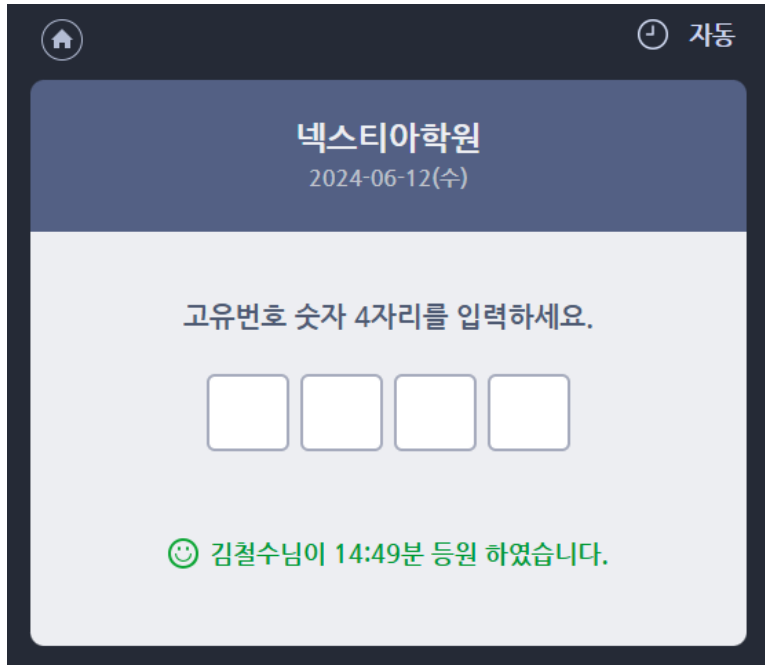 자동
넥스티아학원
2024-06-12(수)
고유번호 숫자 4자리를 입력하세요.
김철수님이 14:49분 등원 하였습니다.